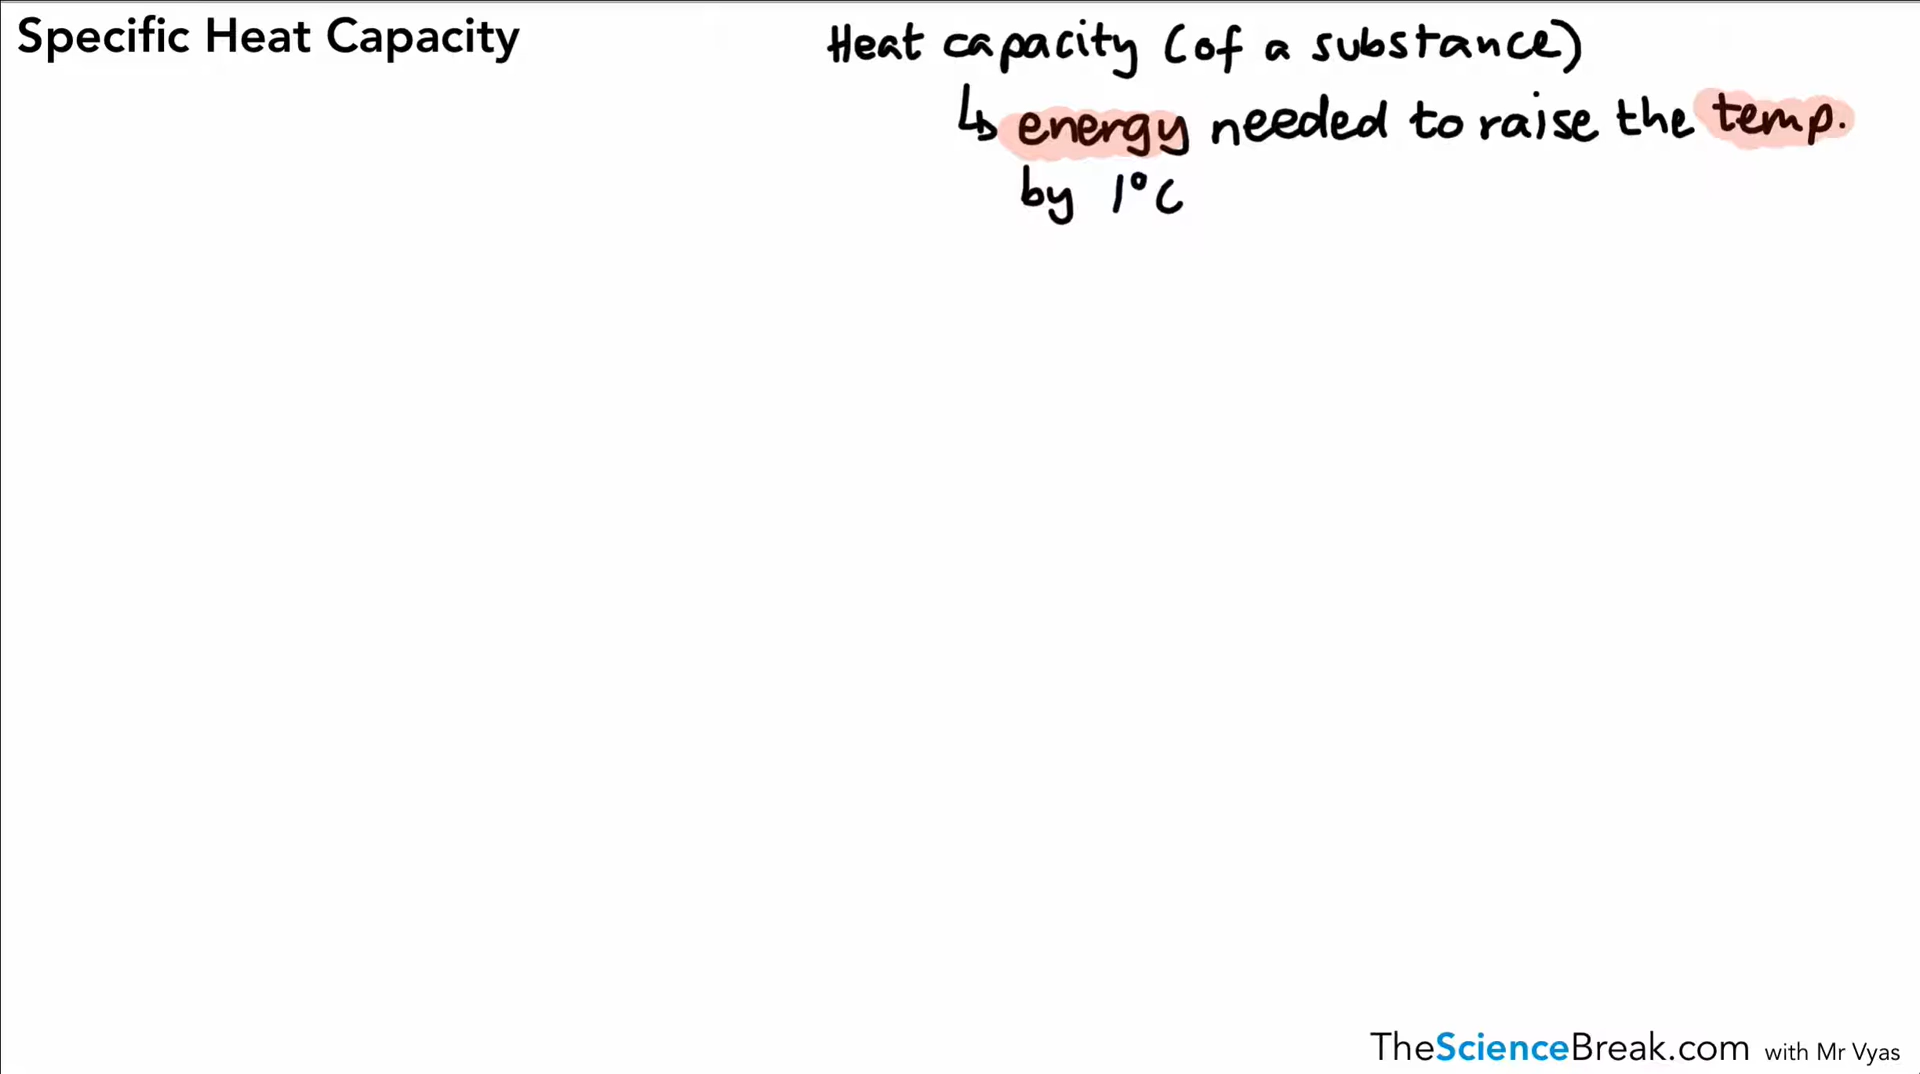 Specific Heat Capacity
Heat capacity (of a substance)
↳ energy needed to raise the temp.
by 1°C
TheScienceBreak.com with Mr Vyas